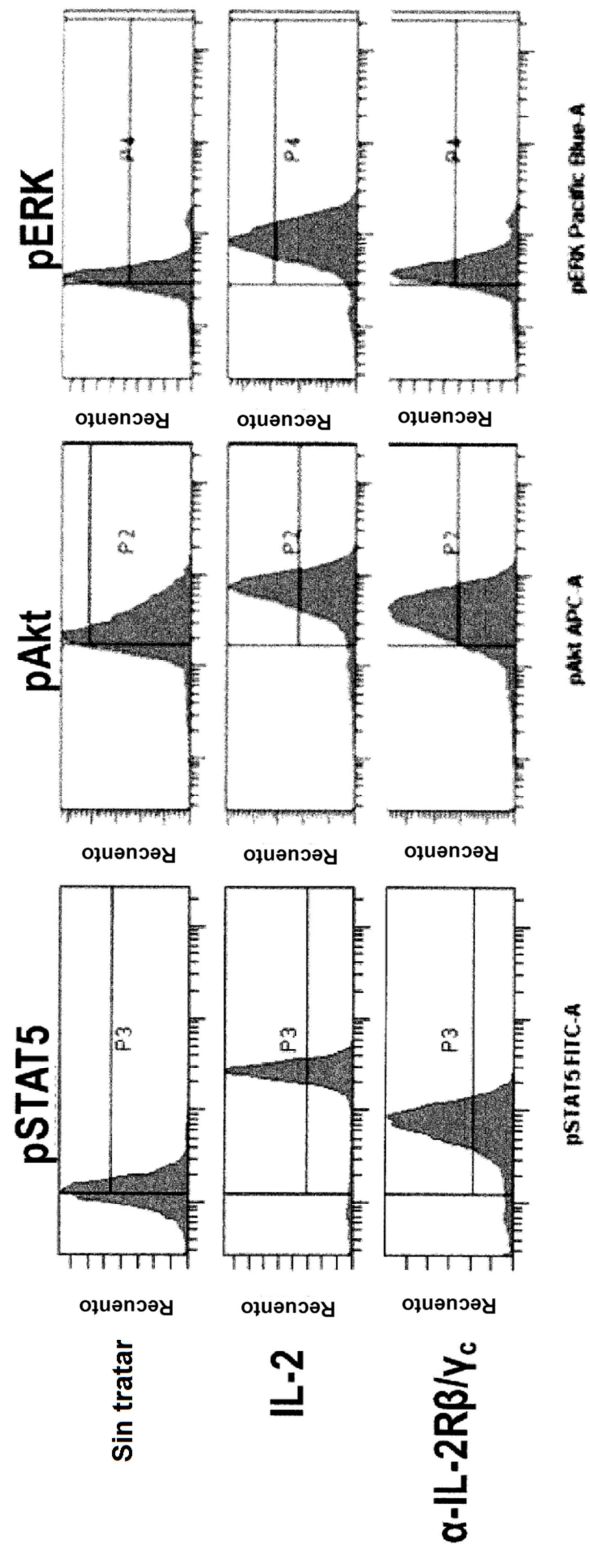 pSTAT5 pAkt pERK
Sin tratar
Recuento P3 Recuento P2 Recuento P4
IL-2
Recuento P3 Recuento P2 Recuento P4
α-IL-2Rβ/γc
Recuento P3 Recuento P2 Recuento P4
pSTAT5 FITC-A pAkt APC-A pERK Pacific Blue-A